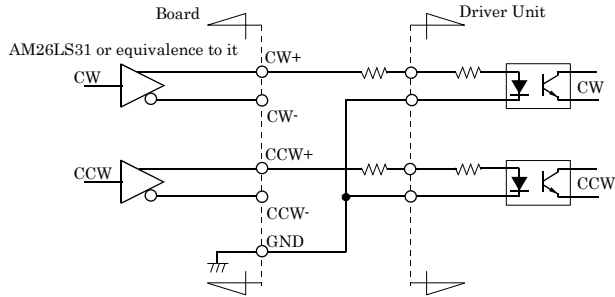 Board
Driver Unit
AM26LS31 or equivalence to it
CW
CW+
CW
CW-
CCW
CCW+
CCW
CCW-
GND